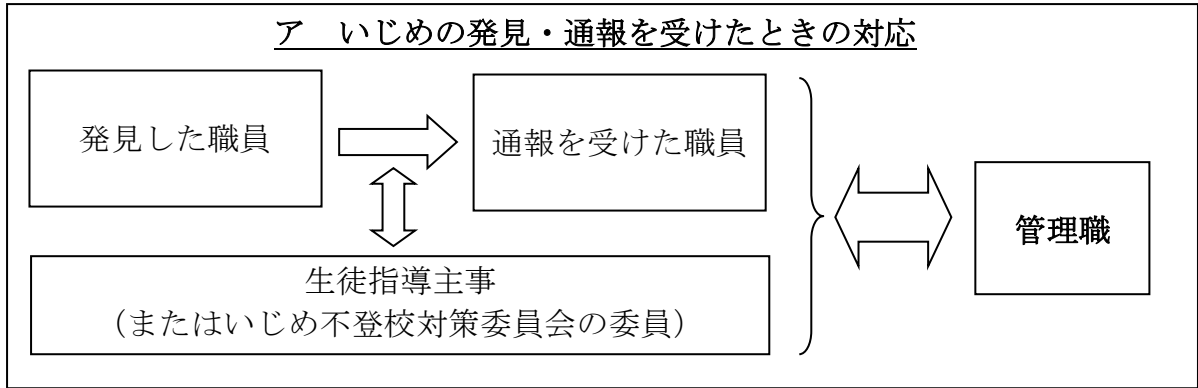 ア　いじめの発見・通報を受けたときの対応
発見した職員
通報を受けた職員
管理職
生徒指導主事
（またはいじめ不登校対策委員会の委員）